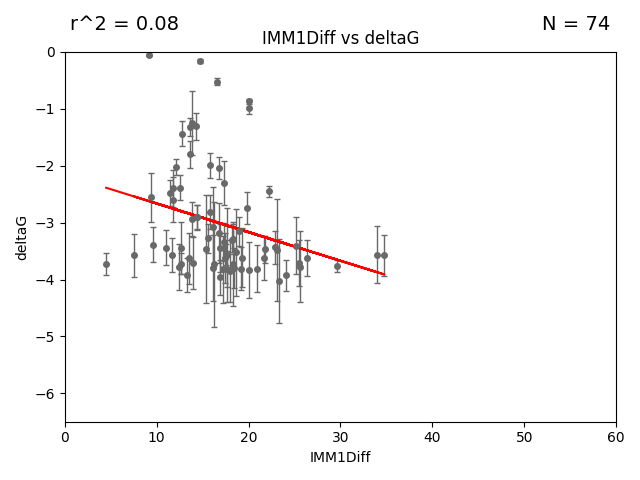 r^2 = 0.08
N = 74
IMM1Diff vs deltaG
0
−1
−2
−3
−4
−5
−6
deltaG
0 10 20 30 40 50 60
IMM1Diff